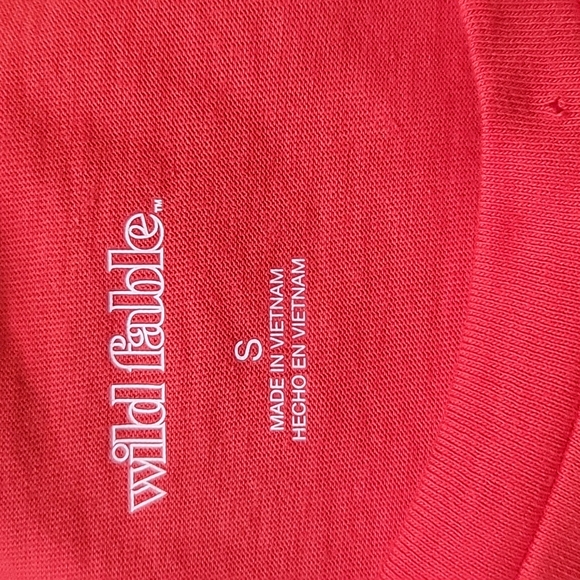 wild fable™
S
MADE IN VIETNAM
HECHO EN VIETNAM